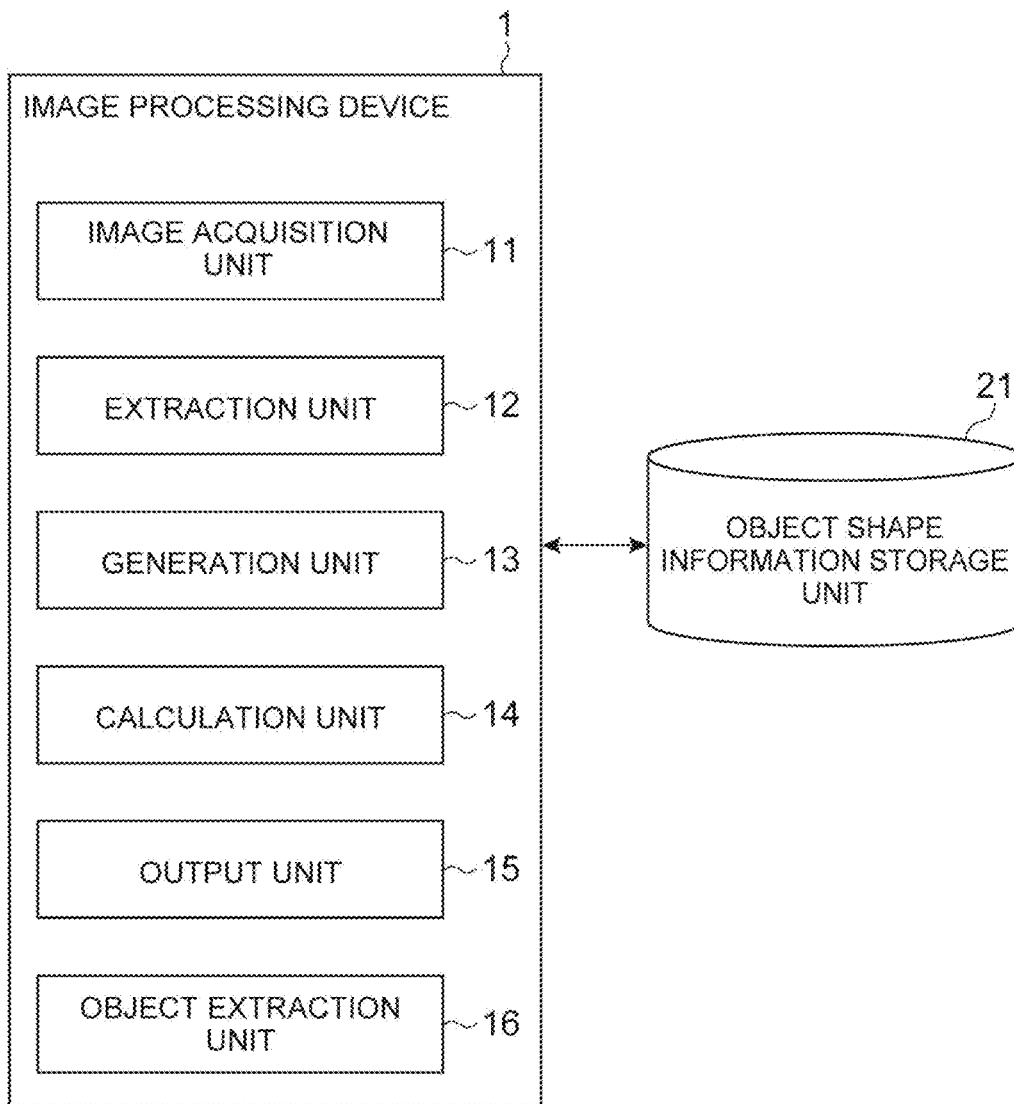 1
IMAGE PROCESSING DEVICE
IMAGE ACQUISITION
UNIT
11
EXTRACTION UNIT
12
GENERATION UNIT
13
CALCULATION UNIT
14
OUTPUT UNIT
15
OBJECT EXTRACTION
UNIT
16
21
OBJECT SHAPE
INFORMATION STORAGE
UNIT